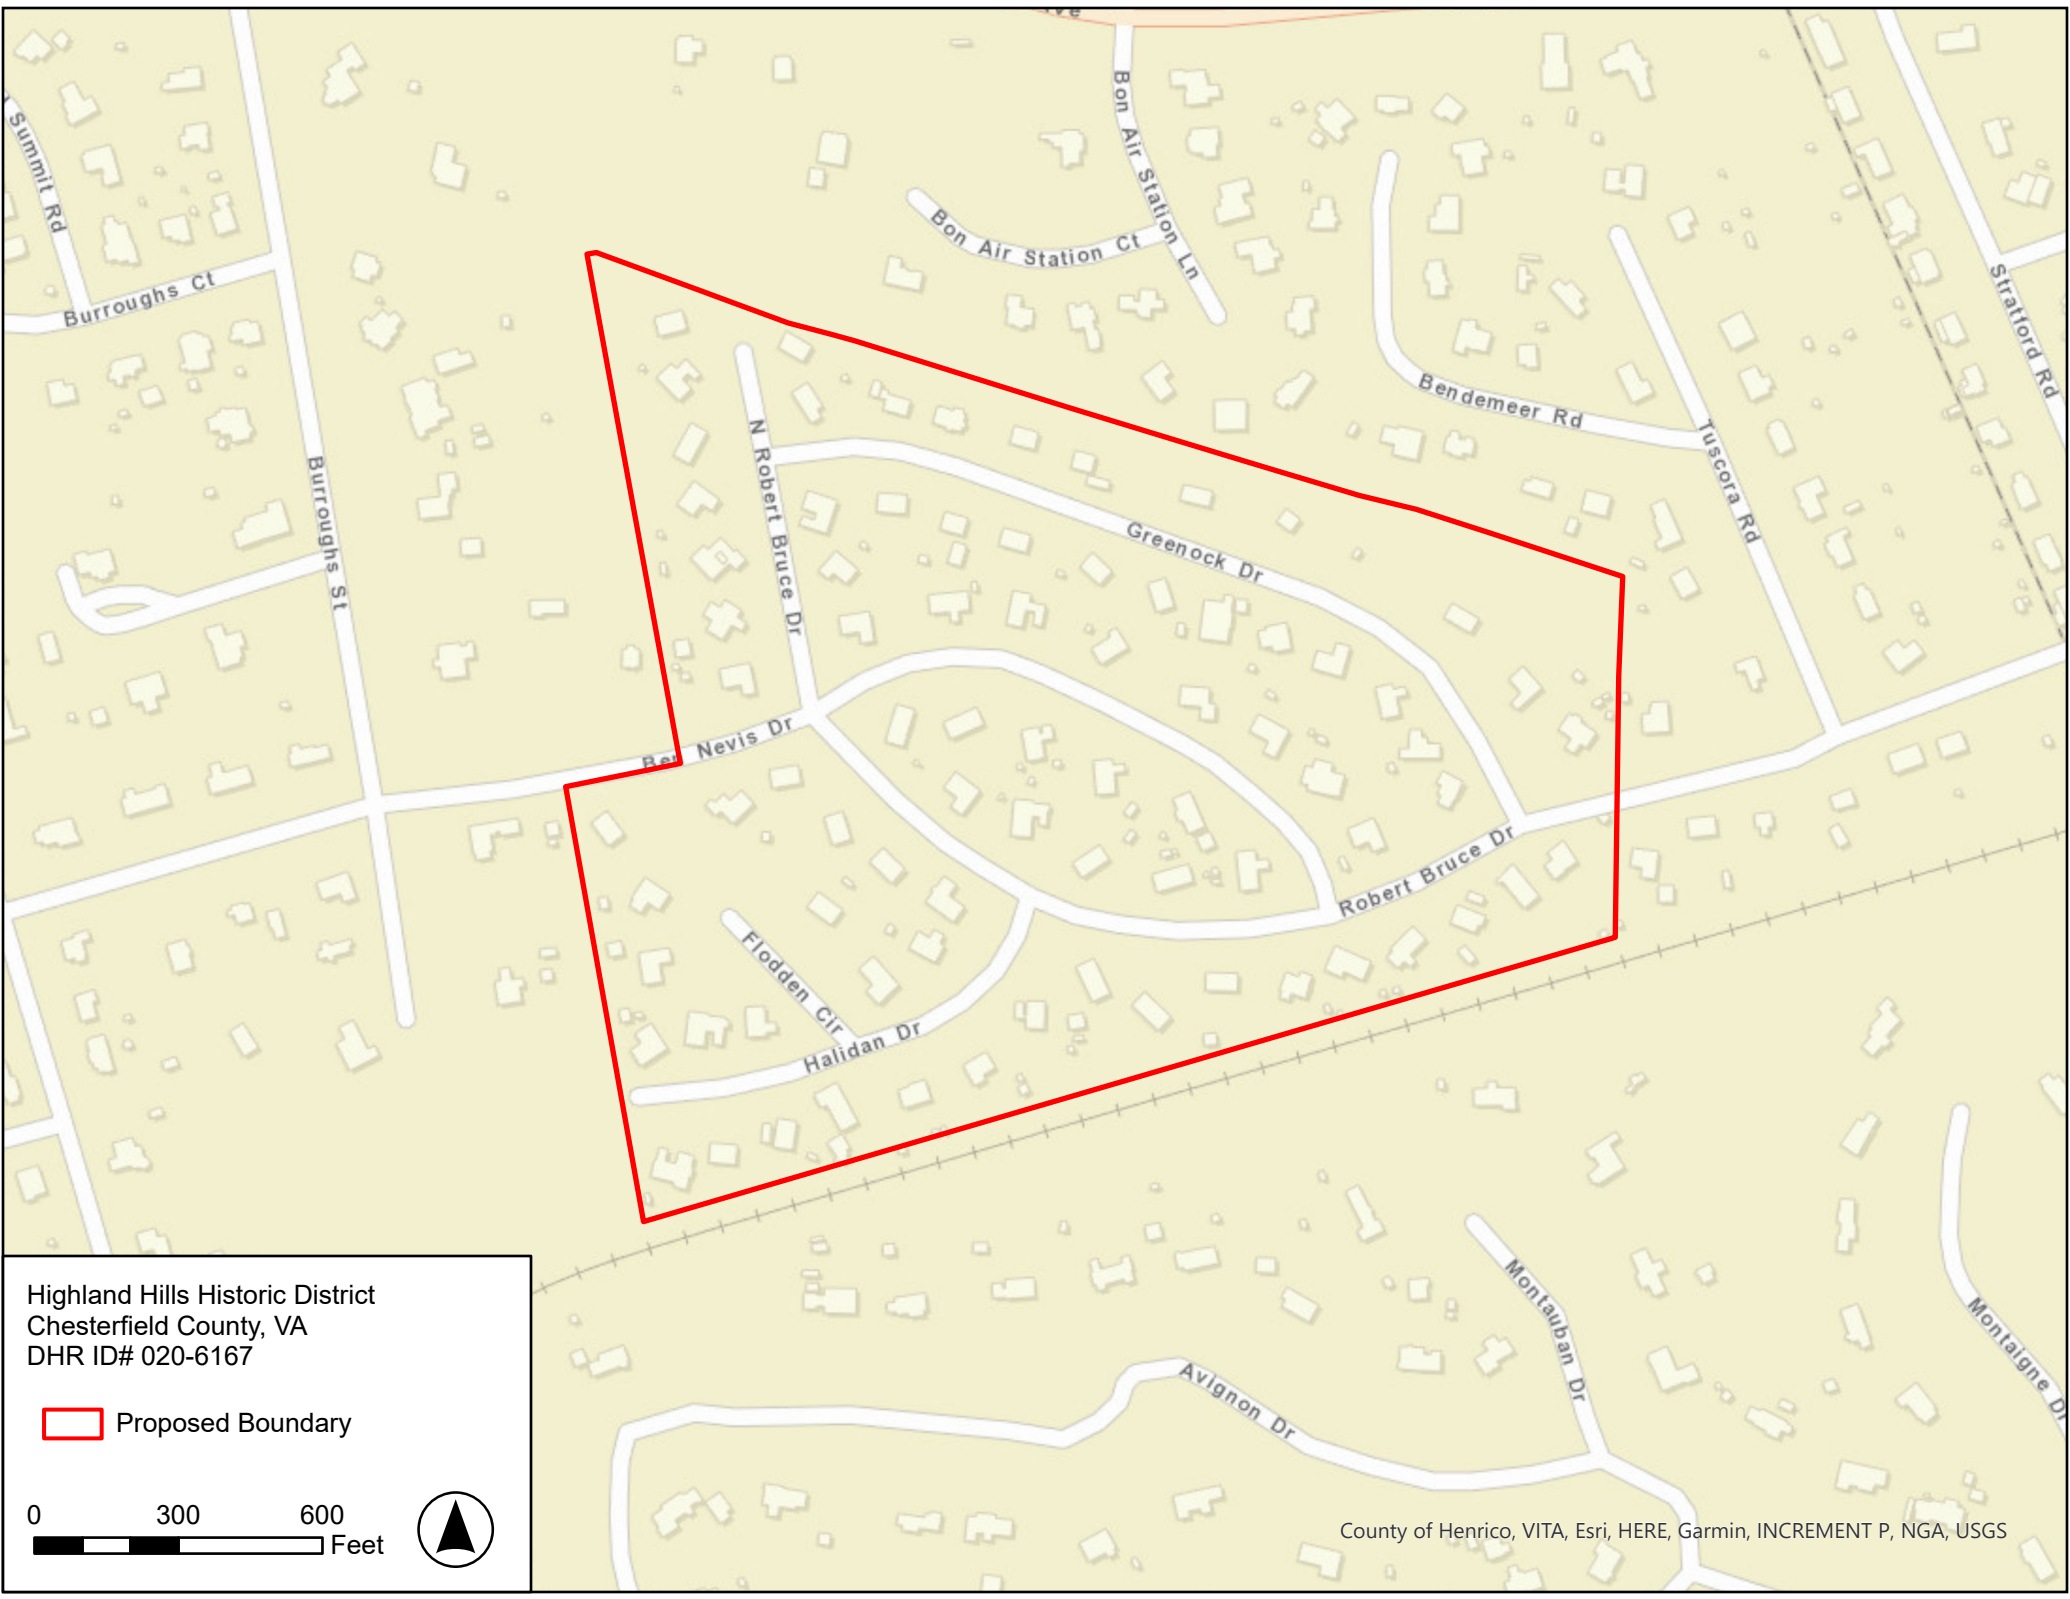 ve
Summit Rd
Burroughs Ct
Burroughs St
Bon Air Station Ln
Bon Air Station Ct
Bendemeer Rd
Tuscora Rd
Stratford Rd
N Robert Bruce Dr
Greenock Dr
Ben Nevis Dr
Robert Bruce Dr
Flodden Cir
Halidan Dr
Montauban Dr
Montaigne Dr
Avignon Dr
Highland Hills Historic District
Chesterfield County, VA
DHR ID# 020-6167
Proposed Boundary
0 300 600
Feet
County of Henrico, VITA, Esri, HERE, Garmin, INCREMENT P, NGA, USGS